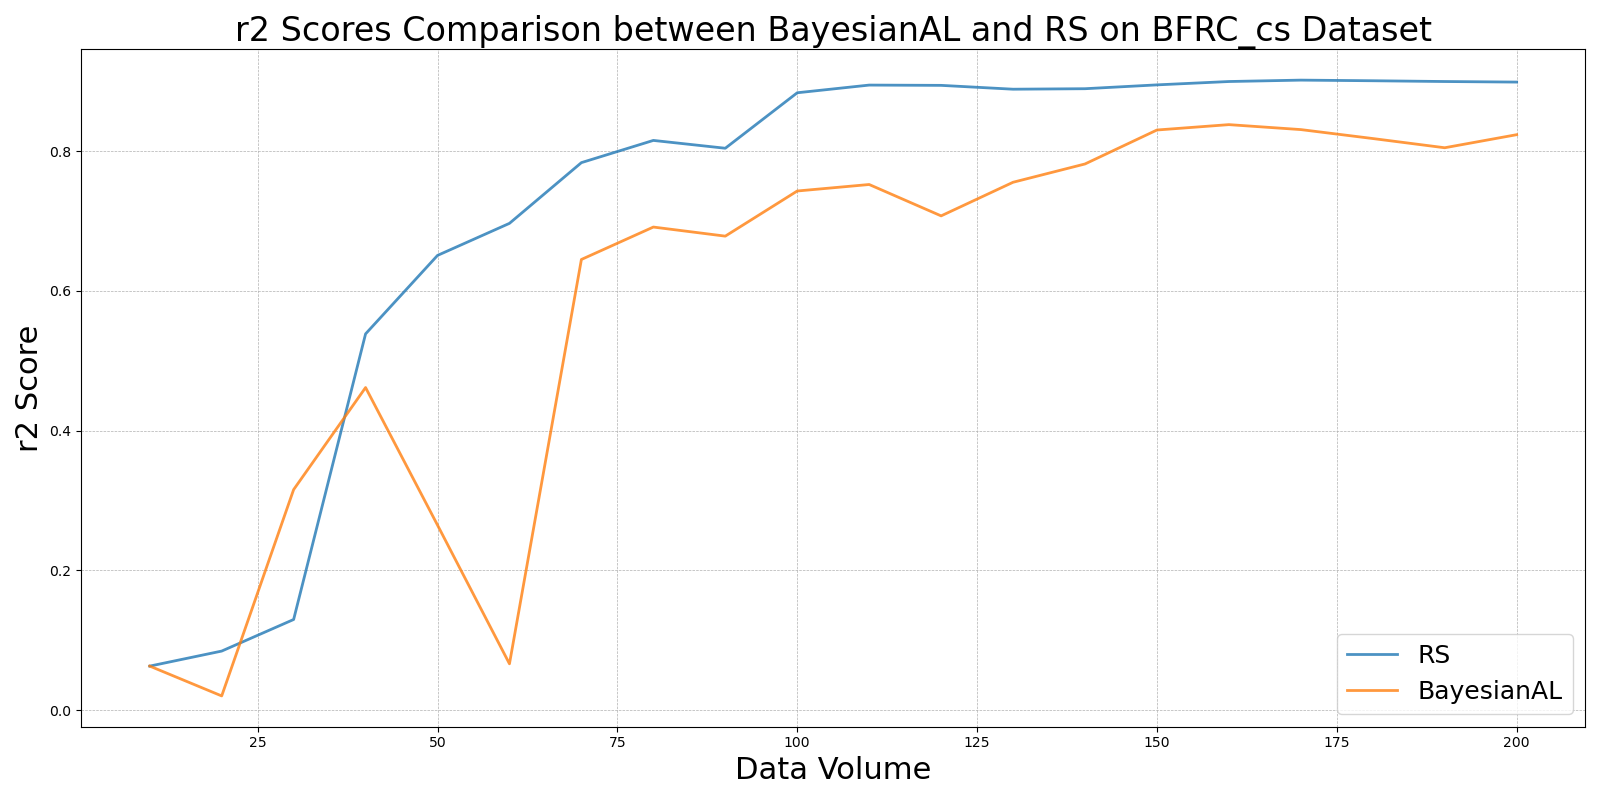 r2 Scores Comparison between BayesianAL and RS on BFRC_cs Dataset
r2 Score
0.8
0.6
0.4
0.2
0.0
25
50
75
100
125
150
175
200
Data Volume
RS
BayesianAL